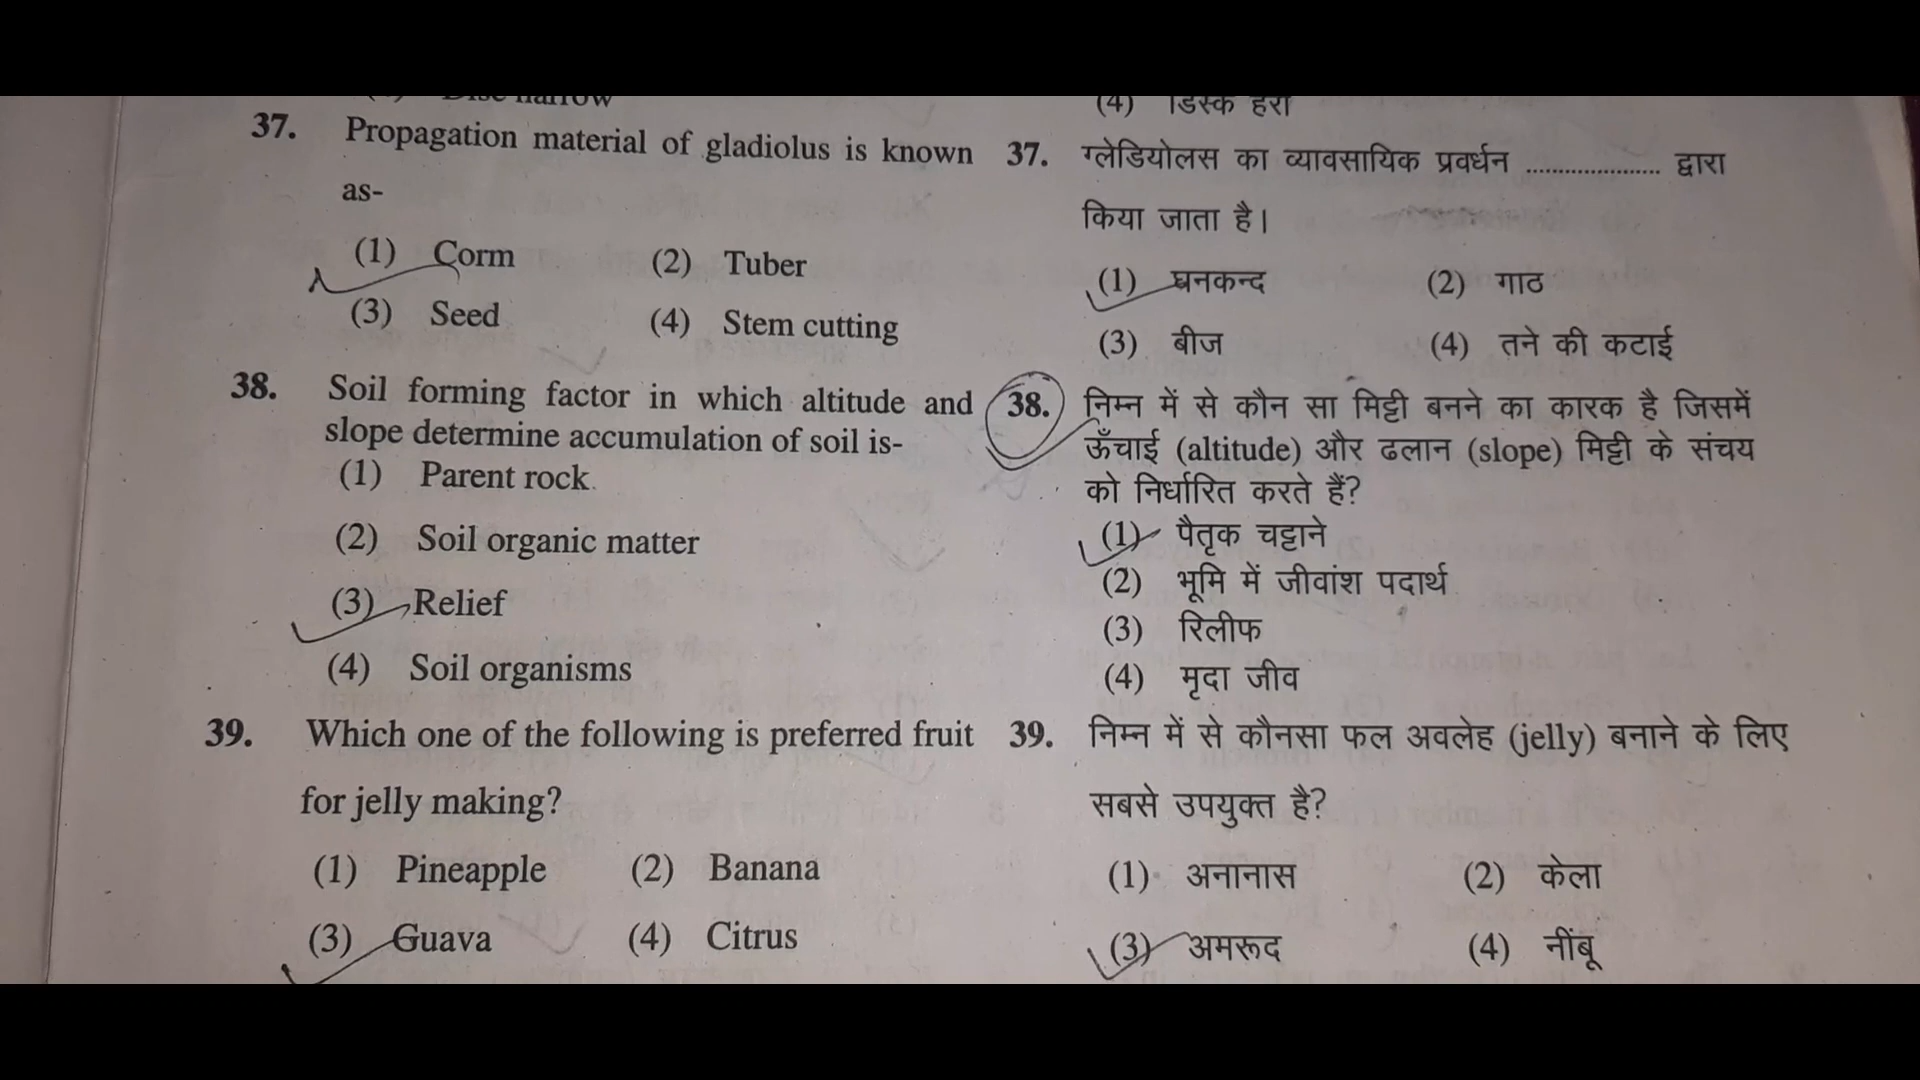 Disc harrow
37. Propagation material of gladiolus is known
as-
(1) Corm (2) Tuber
(3) Seed (4) Stem cutting
38. Soil forming factor in which altitude and
slope determine accumulation of soil is-
(1) Parent rock
(2) Soil organic matter
(3) Relief
(4) Soil organisms
39. Which one of the following is preferred fruit
for jelly making?
(1) Pineapple (2) Banana
(3) Guava (4) Citrus
(4) डिस्क हैरो
37. ग्लेडियोलस का व्यावसायिक प्रवर्धन .................... द्वारा
किया जाता है।
(1) घनकन्द (2) गाठ
(3) बीज (4) तने की कटाई
38. निम्न में से कौन सा मिट्टी बनने का कारक है जिसमें
ऊँचाई (altitude) और ढलान (slope) मिट्टी के संचय
को निर्धारित करते हैं?
(1) पैतृक चट्टाने
(2) भूमि में जीवांश पदार्थ
(3) रिलीफ
(4) मृदा जीव
39. निम्न में से कौनसा फल अवलेह (jelly) बनाने के लिए
सबसे उपयुक्त है?
(1) अनानास (2) केला
(3) अमरूद (4) नींबू